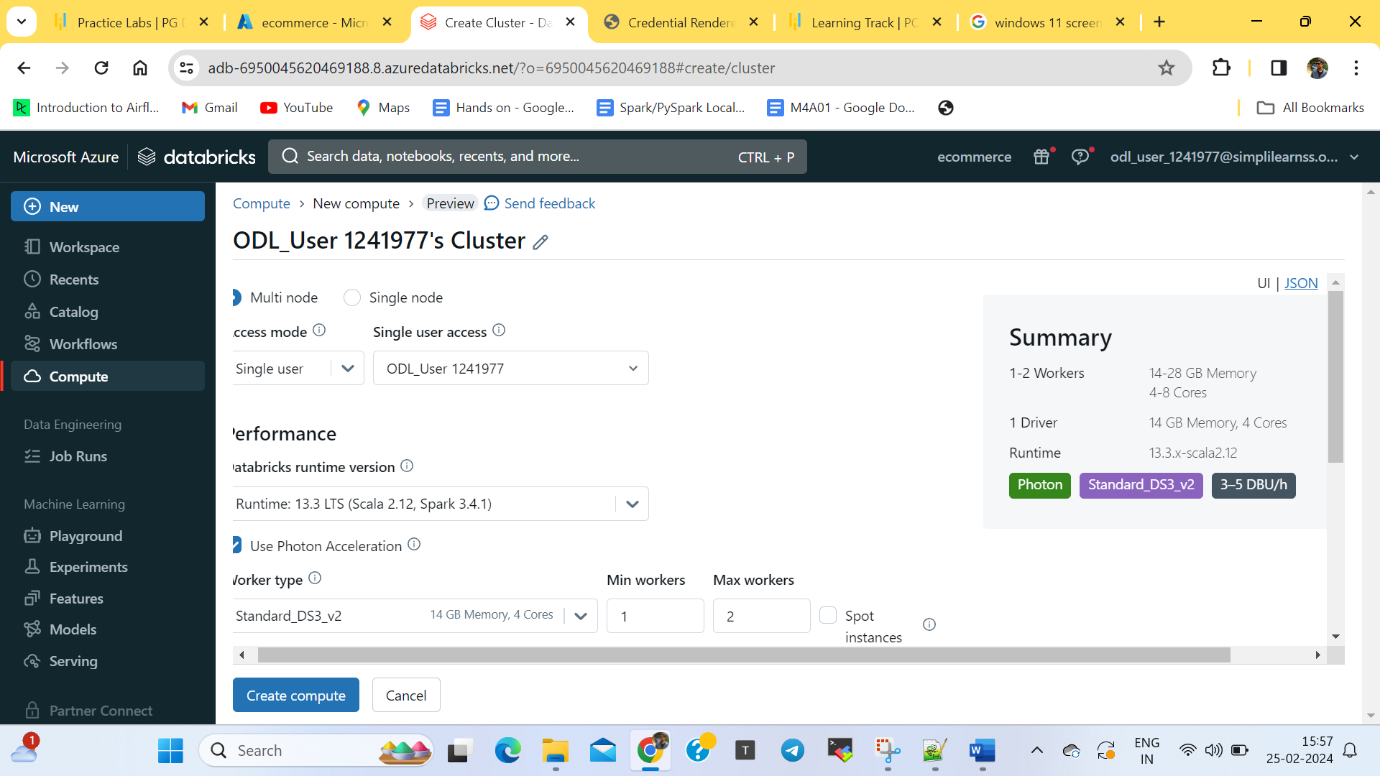 Practice Labs | PG
ecommerce - Micr
Create Cluster - Da
Credential Rendere
Learning Track | PC
windows 11 screen
adb-6950045620469188.8.azuredatabricks.net/?o=6950045620469188#create/cluster
Introduction to Airfl...
Gmail
YouTube
Maps
Hands on - Google...
Spark/PySpark Local...
M4A01 - Google Do...
All Bookmarks
Microsoft Azure
databricks
Search data, notebooks, recents, and more...
CTRL + P
ecommerce
odl_user_1241977@simplilearnss.o...
New
Workspace
Recents
Catalog
Workflows
Compute
Data Engineering
Job Runs
Machine Learning
Playground
Experiments
Features
Models
Serving
Partner Connect
Compute › New compute › Preview Send feedback
ODL_User 1241977's Cluster
UI | JSON
Multi node Single node
ccess mode Single user access
Single user ODL_User 1241977
erformance
atabricks runtime version
Runtime: 13.3 LTS (Scala 2.12, Spark 3.4.1)
Use Photon Acceleration
orker type Min workers Max workers
Standard_DS3_v2 14 GB Memory, 4 Cores 1 2 Spot
instances
Summary
1-2 Workers 14-28 GB Memory
4-8 Cores
1 Driver 14 GB Memory, 4 Cores
Runtime 13.3.x-scala2.12
Photon Standard_DS3_v2 3–5 DBU/h
Create compute Cancel
1
Search
T
W
ENG
IN
15:57
25-02-2024